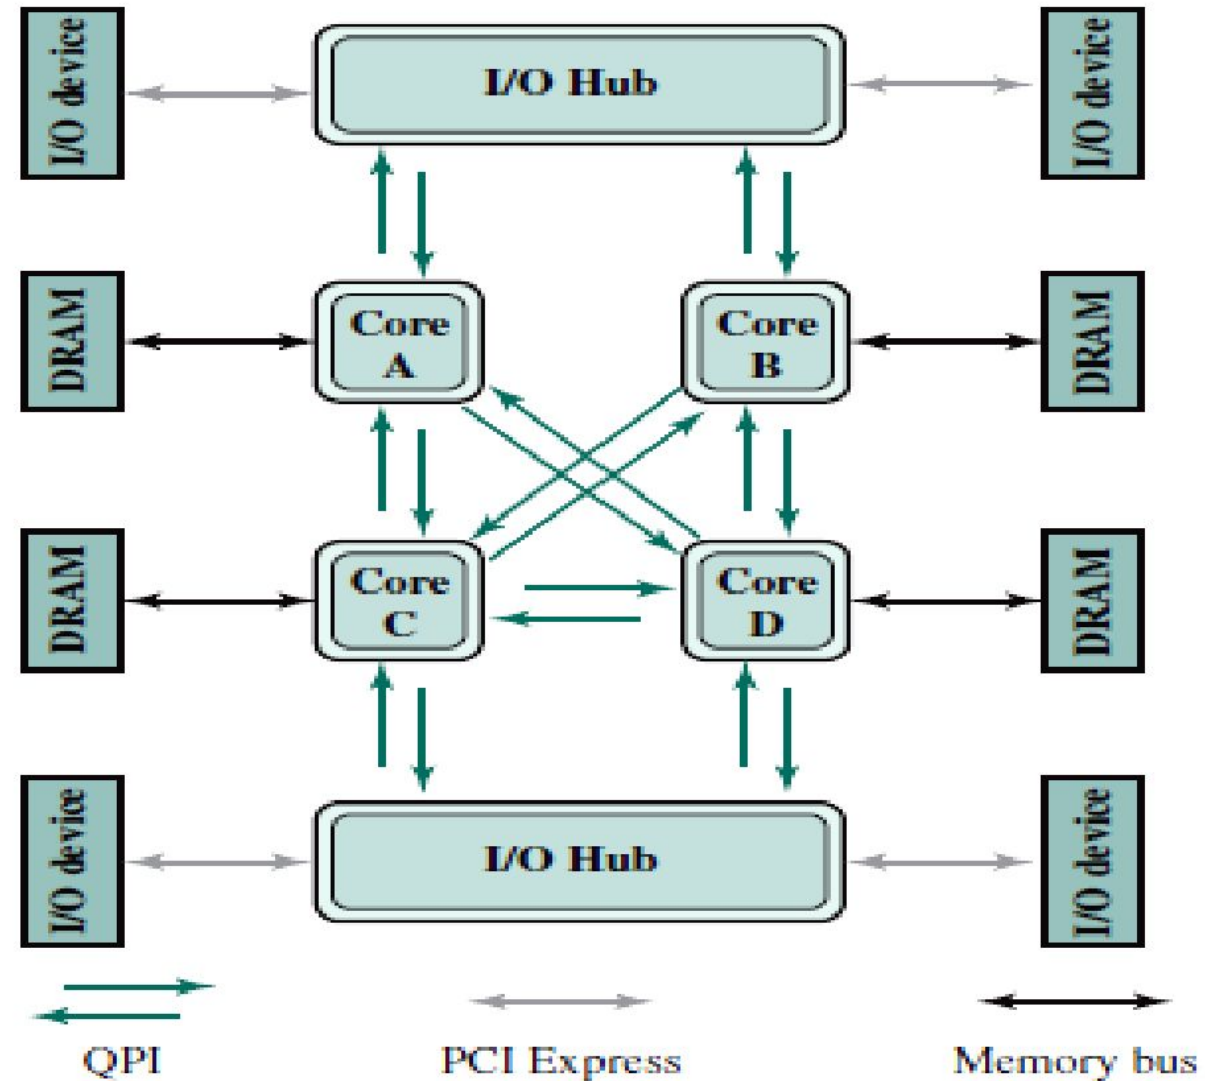 I/O device
I/O Hub
I/O device
DRAM
Core
A
Core
B
DRAM
DRAM
Core
C
Core
D
DRAM
I/O device
I/O Hub
I/O device
QPI
PCI Express
Memory bus